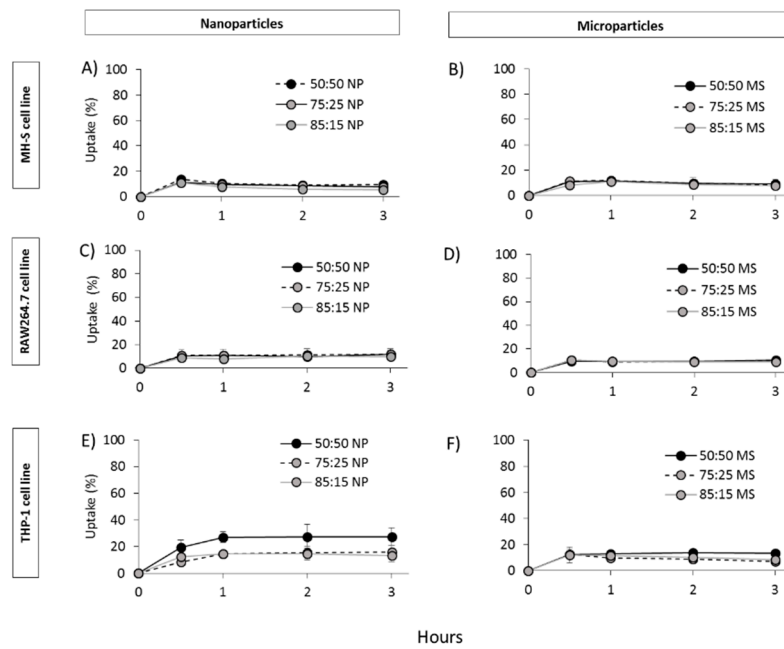 Nanoparticles
Microparticles
MH-S cell line
A)
Uptake (%)
100
80
60
40
20
0
0 1 2 3
50:50 NP
75:25 NP
85:15 NP
B)
100
80
60
40
20
0
0 1 2 3
50:50 MS
75:25 MS
85:15 MS
RAW264.7 cell line
C)
Uptake (%)
100
80
60
40
20
0
0 1 2 3
50:50 NP
75:25 NP
85:15 NP
D)
100
80
60
40
20
0
0 1 2 3
50:50 MS
75:25 MS
85:15 MS
THP-1 cell line
E)
Uptake (%)
100
80
60
40
20
0
0 1 2 3
50:50 NP
75:25 NP
85:15 NP
F)
100
80
60
40
20
0
0 1 2 3
50:50 MS
75:25 MS
85:15 MS
Hours